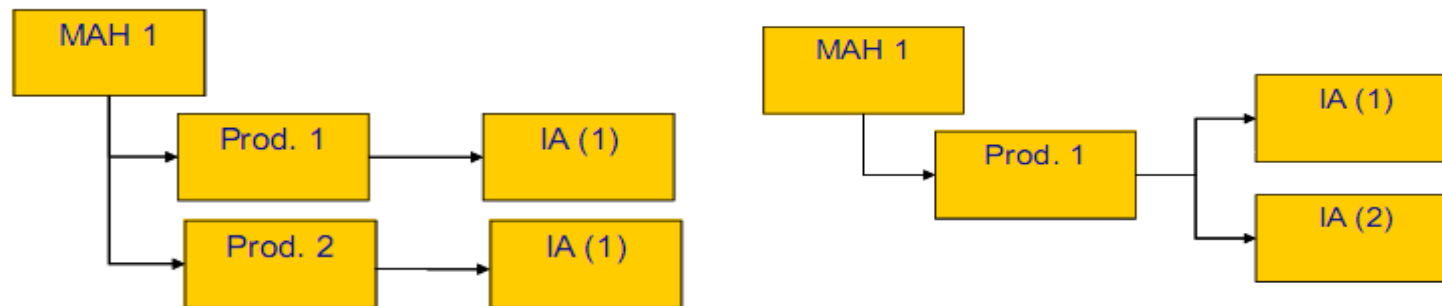 MAH 1
Prod. 1
IA (1)
Prod. 2
IA (1)
MAH 1
Prod. 1
IA (1)
IA (2)